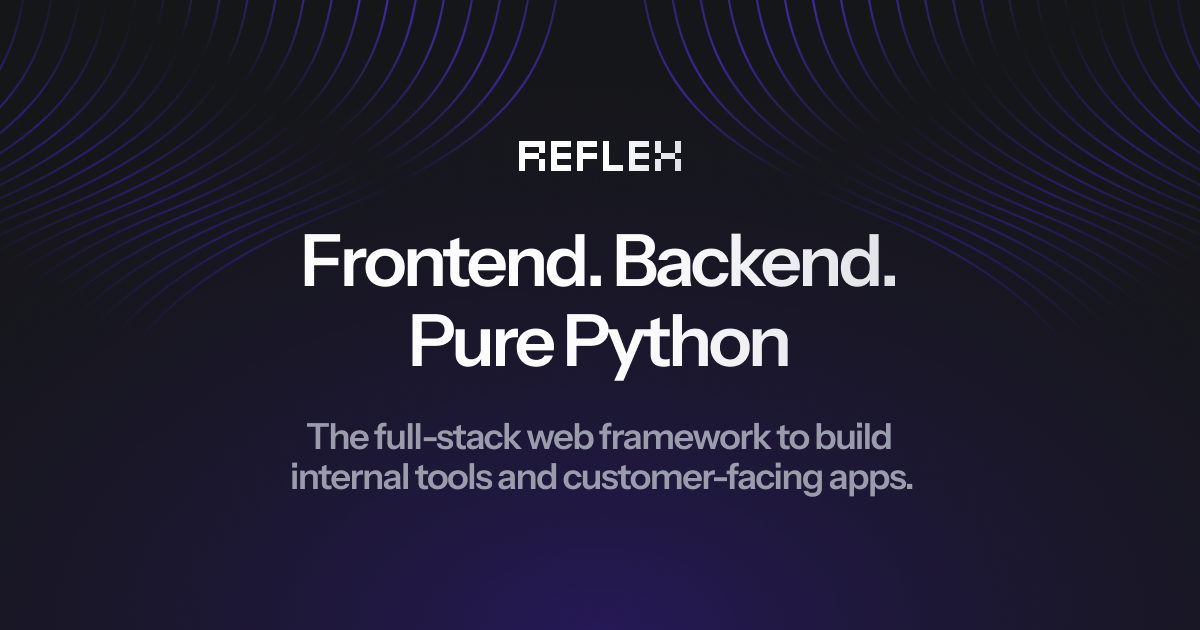 REFLEX
Frontend. Backend.
Pure Python
The full-stack web framework to build
internal tools and customer-facing apps.